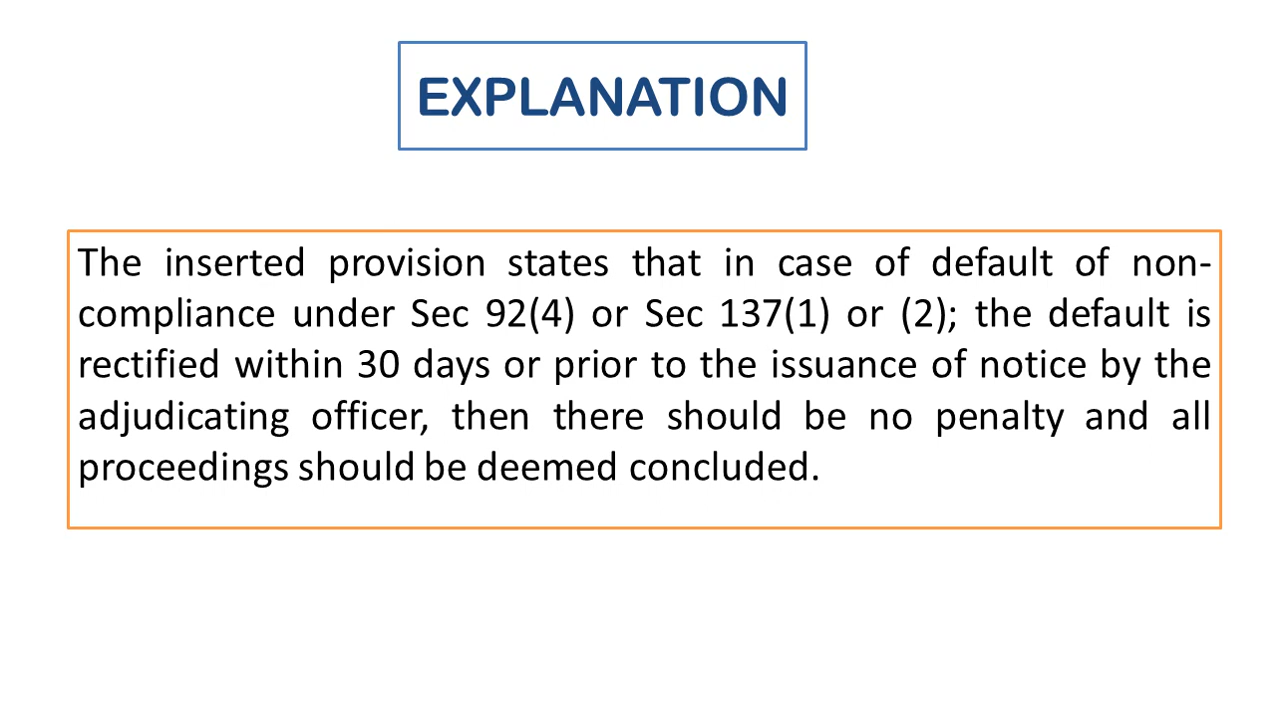 EXPLANATION
The inserted provision states that in case of default of non-
compliance under Sec 92(4) or Sec 137(1) or (2); the default is
rectified within 30 days or prior to the issuance of notice by the
adjudicating officer, then there should be no penalty and all
proceedings should be deemed concluded.